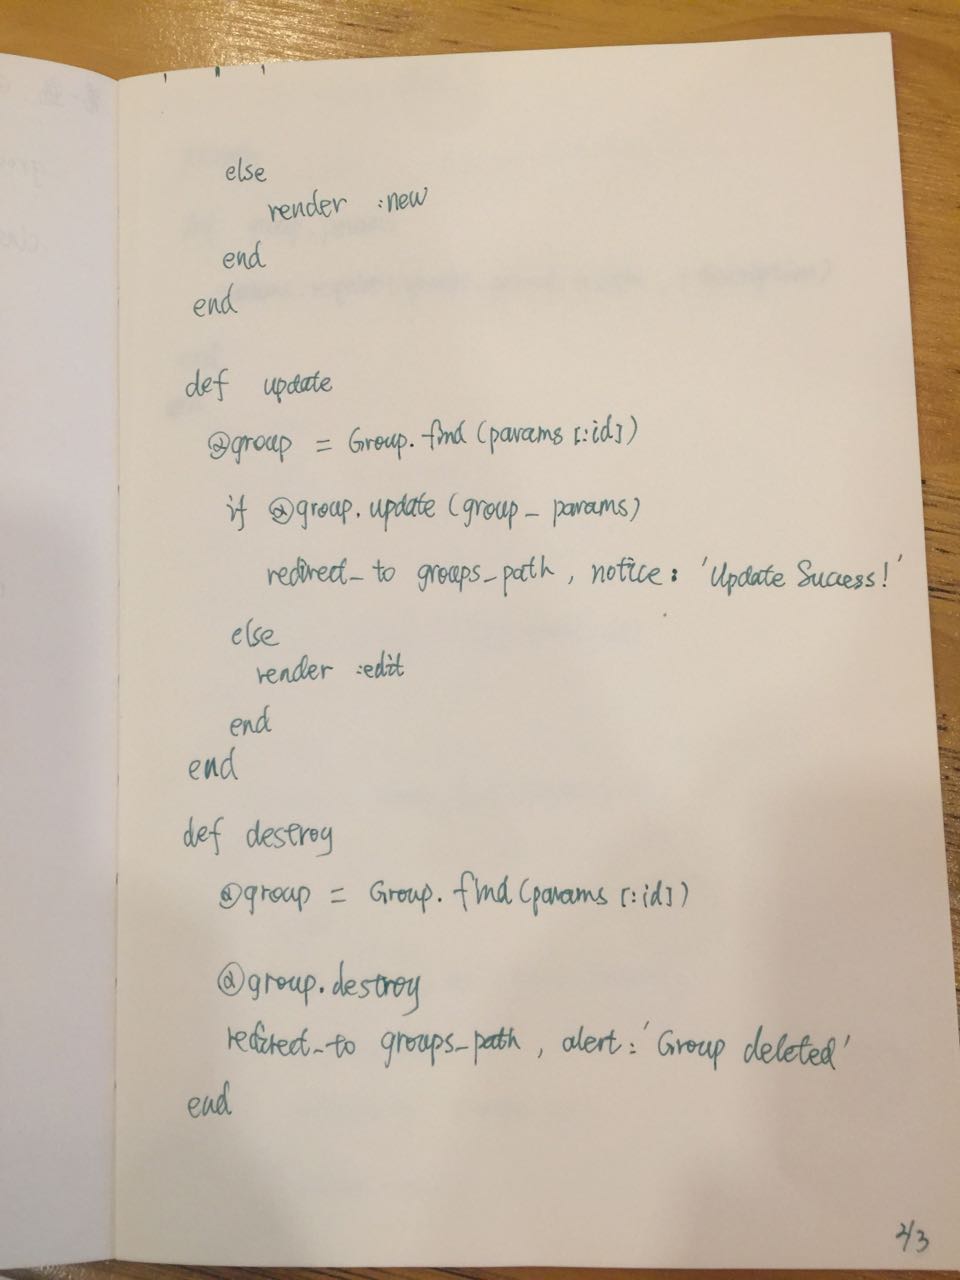 else
render :new
end
end
def update
@group = Group.find (params [:id])
if @group.update (group_params)
redirect_to groups_path, notice: 'Update Success!'
else
render :edit
end
end
def destroy
@group = Group.find (params [:id])
@group.destroy
redirect_to groups_path, alert: 'Group deleted'
end
2/3